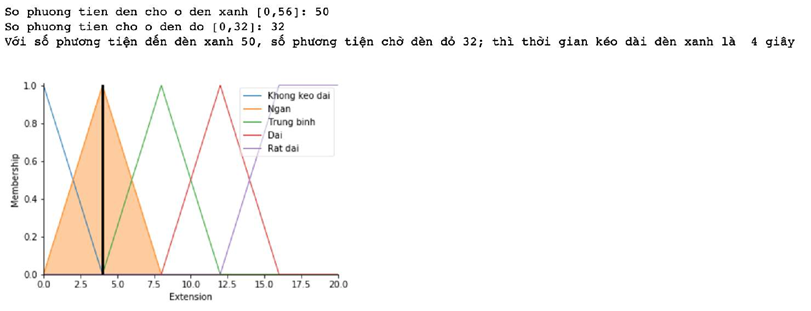 So phuong tien den cho o den xanh [0,56]: 50
So phuong tien cho o den do [0,32]: 32
Với số phương tiện đến đèn xanh 50, số phương tiện chờ đèn đỏ 32; thì thời gian kéo dài đèn xanh là 4 giây
1.0
0.8
0.6
0.4
0.2
0.0
Membership
Khong keo dai
Ngan
Trung binh
Dai
Rat dai
0.0 2.5 5.0 7.5 10.0 12.5 15.0 17.5 20.0
Extension